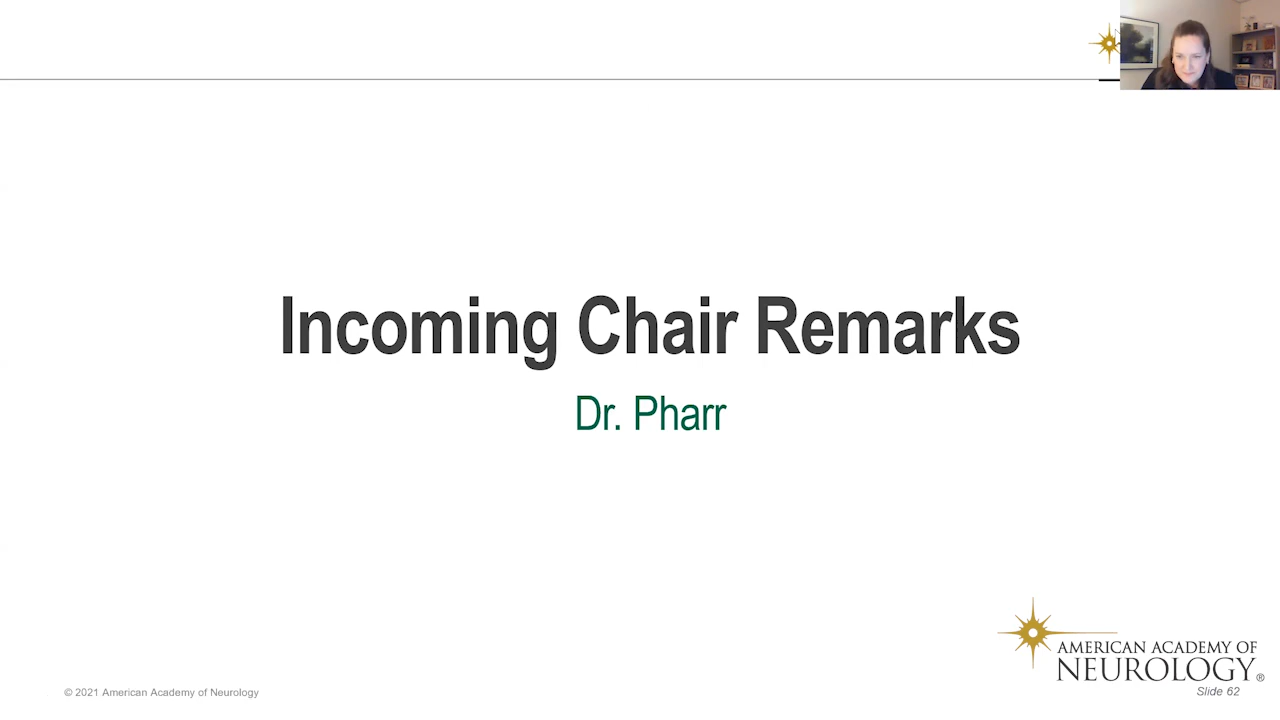 Incoming Chair Remarks
Dr. Pharr
AMERICAN ACADEMY OF
NEUROLOGY®
© 2021 American Academy of Neurology
Slide 62